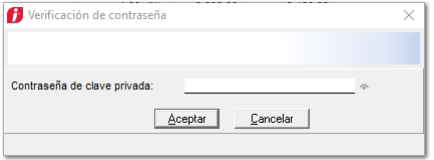 Verificación de contraseña
Contraseña de clave privada:
Aceptar Cancelar